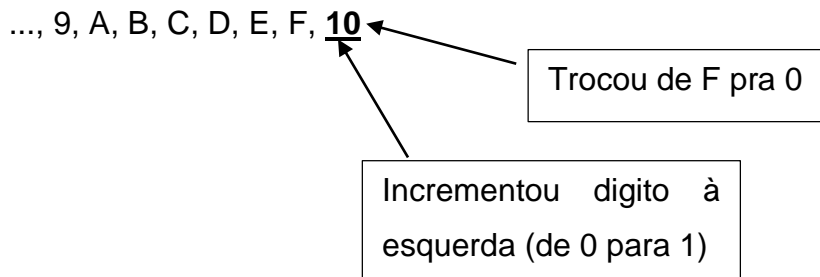 ..., 9, A, B, C, D, E, F, 10
Trocou de F pra 0
Incrementou digito à
esquerda (de 0 para 1)